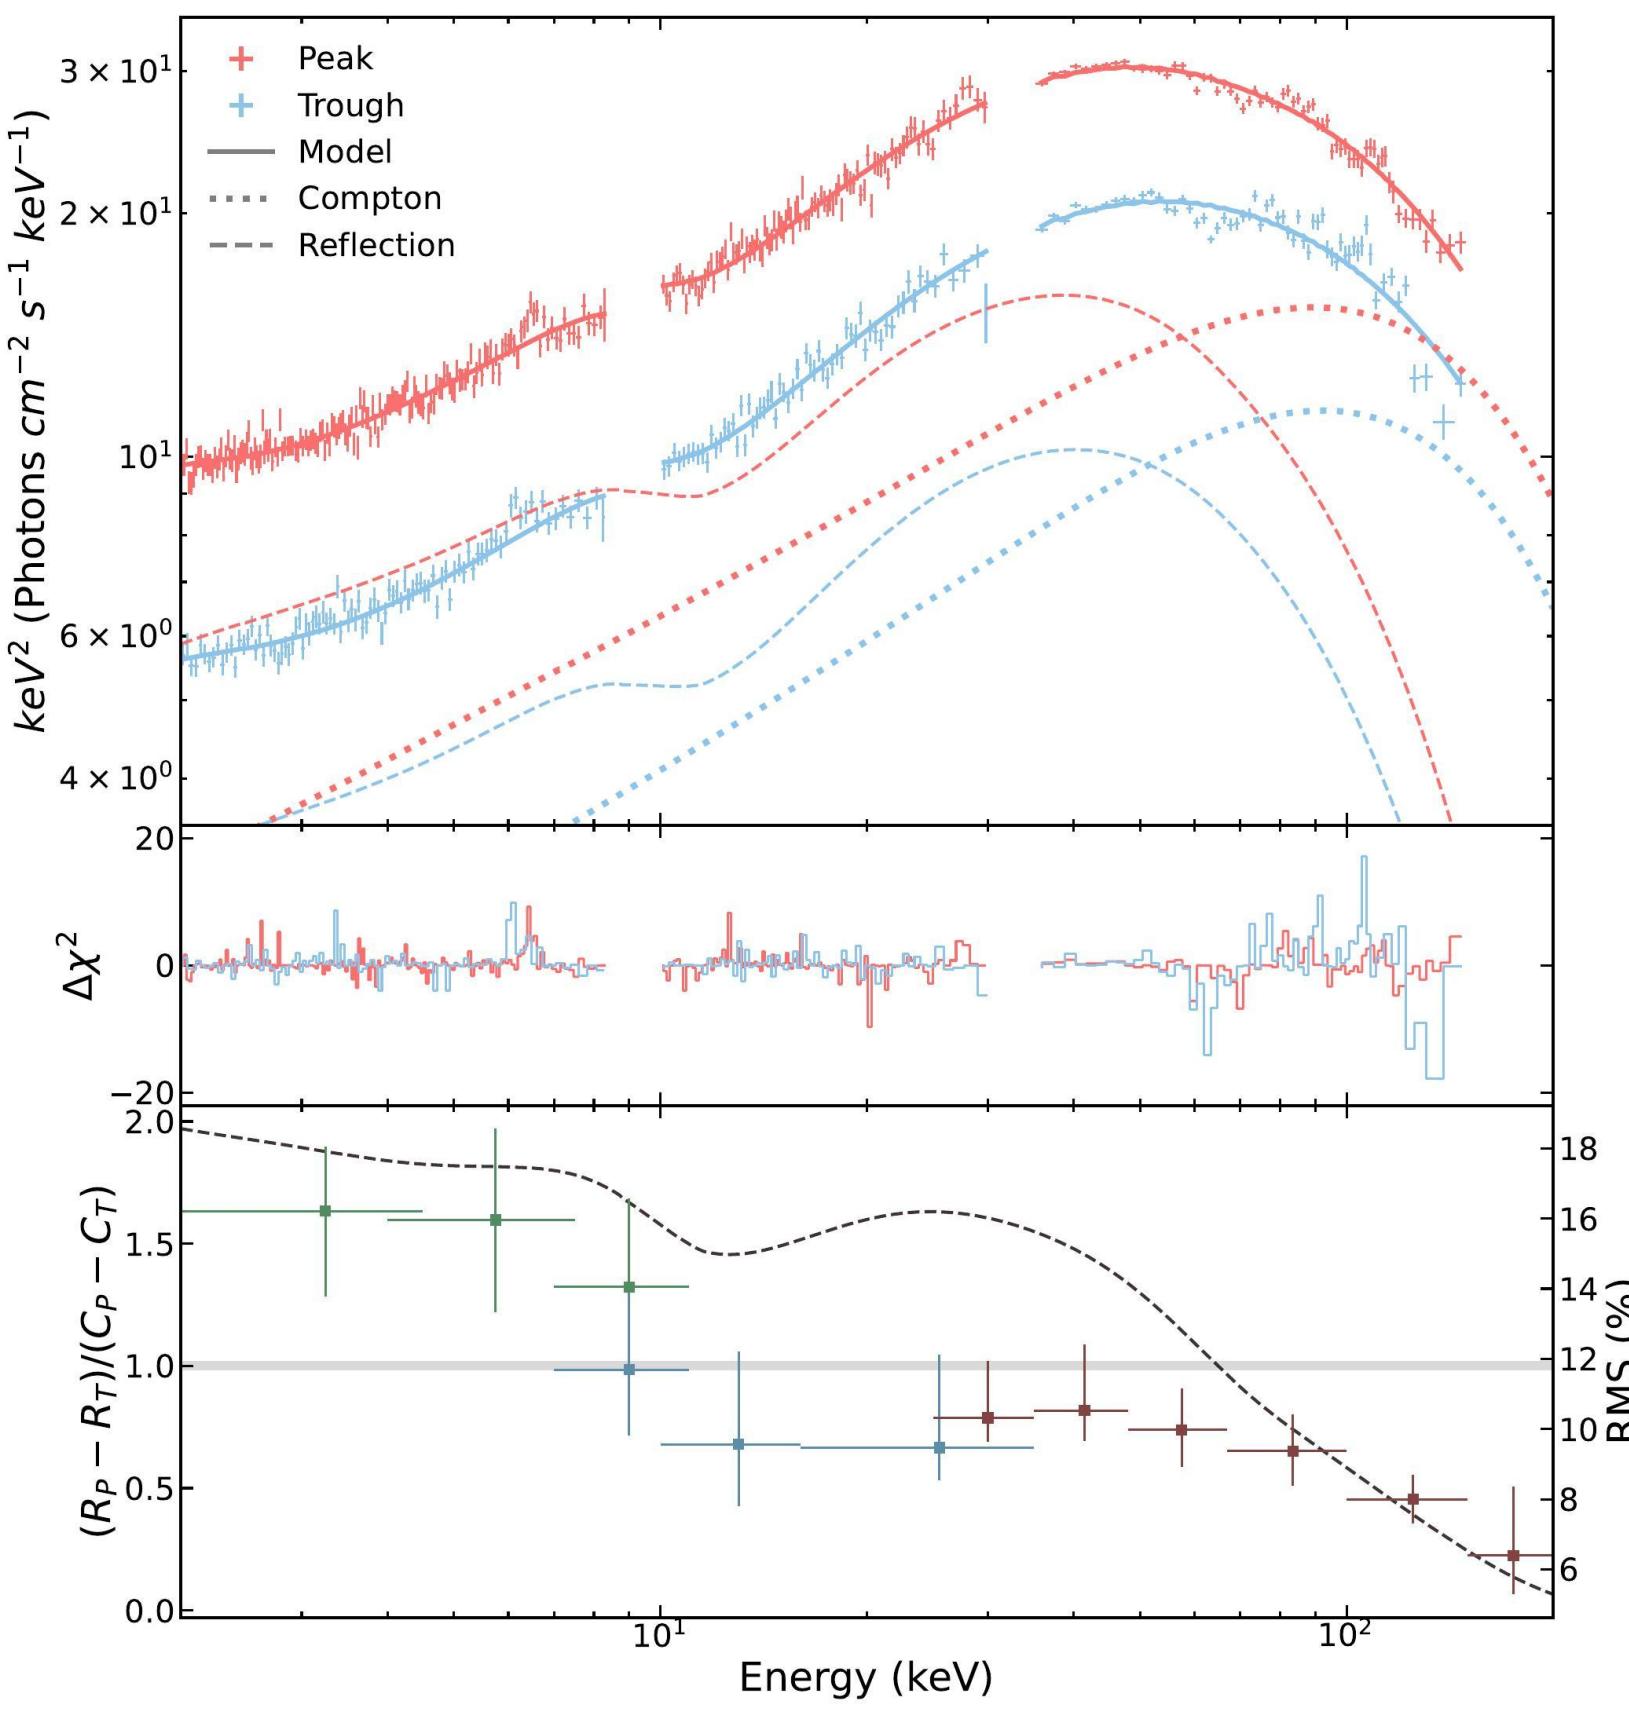 Peak
Trough
Model
Compton
Reflection
3 × 10¹
2 × 10¹
10¹
6 × 10⁰
4 × 10⁰
keV² (Photons cm⁻² s⁻¹ keV⁻¹)
20
0
−20
Δχ²
2.0
1.5
1.0
0.5
0.0
(R_P − R_T)/(C_P − C_T)
18
16
14
12
10
8
6
RMS (%)
10¹
10²
Energy (keV)